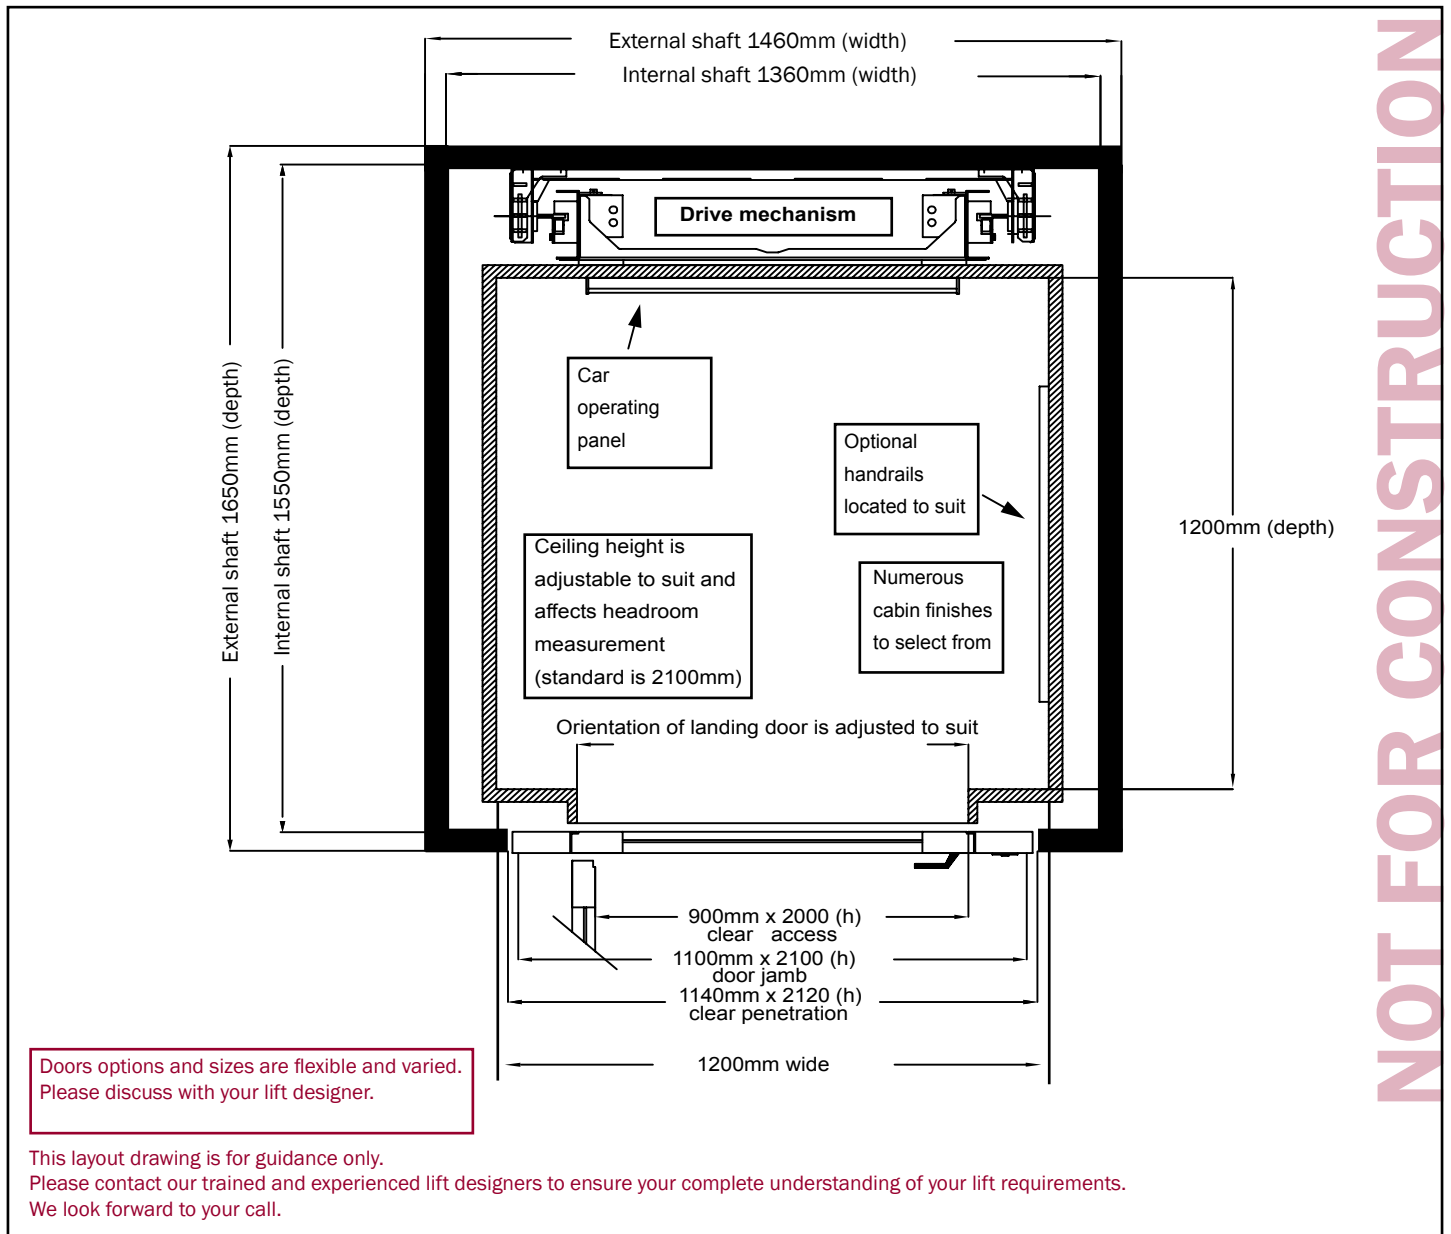 External shaft 1460mm (width)
Internal shaft 1360mm (width)
NOT FOR CONSTRUCTION
External shaft 1650mm (depth)
Internal shaft 1550mm (depth)
Drive mechanism
Car
operating
panel
Optional
handrails
located to suit
1200mm (depth)
Ceiling height is
adjustable to suit and
affects headroom
measurement
(standard is 2100mm)
Numerous
cabin finishes
to select from
Orientation of landing door is adjusted to suit
900mm x 2000 (h)
clear access
1100mm x 2100 (h)
door jamb
1140mm x 2120 (h)
clear penetration
1200mm wide
Doors options and sizes are flexible and varied.
Please discuss with your lift designer.
This layout drawing is for guidance only.
Please contact our trained and experienced lift designers to ensure your complete understanding of your lift requirements.
We look forward to your call.